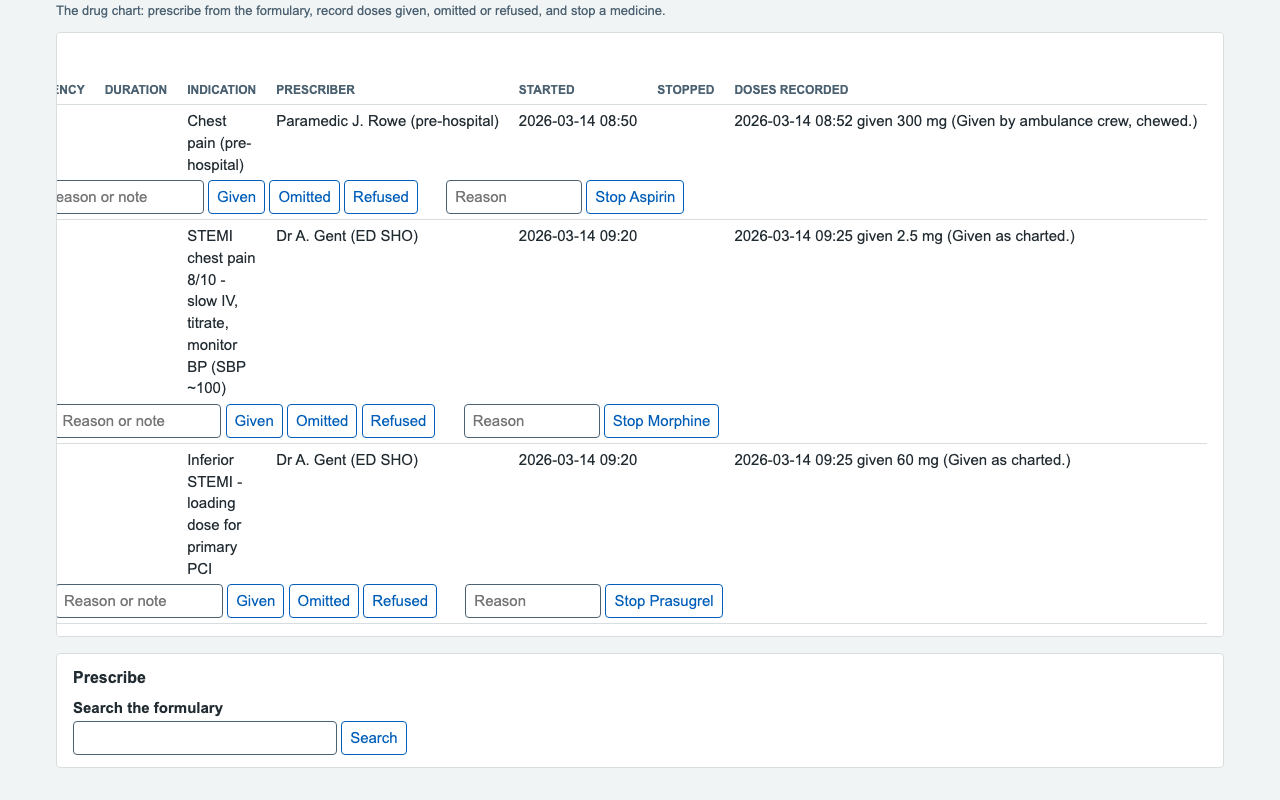 The drug chart: prescribe from the formulary, record doses given, omitted or refused, and stop a medicine.
DURATION INDICATION PRESCRIBER STARTED STOPPED DOSES RECORDED
Chest pain (pre-hospital) Paramedic J. Rowe (pre-hospital) 2026-03-14 08:50 2026-03-14 08:52 given 300 mg (Given by ambulance crew, chewed.)
or note Given Omitted Refused Reason Stop Aspirin
STEMI chest pain 8/10 - slow IV, titrate, monitor BP (SBP ~100) Dr A. Gent (ED SHO) 2026-03-14 09:20 2026-03-14 09:25 given 2.5 mg (Given as charted.)
Reason or note Given Omitted Refused Reason Stop Morphine
Inferior STEMI - loading dose for primary PCI Dr A. Gent (ED SHO) 2026-03-14 09:20 2026-03-14 09:25 given 60 mg (Given as charted.)
Reason or note Given Omitted Refused Reason Stop Prasugrel
Prescribe
Search the formulary
Search